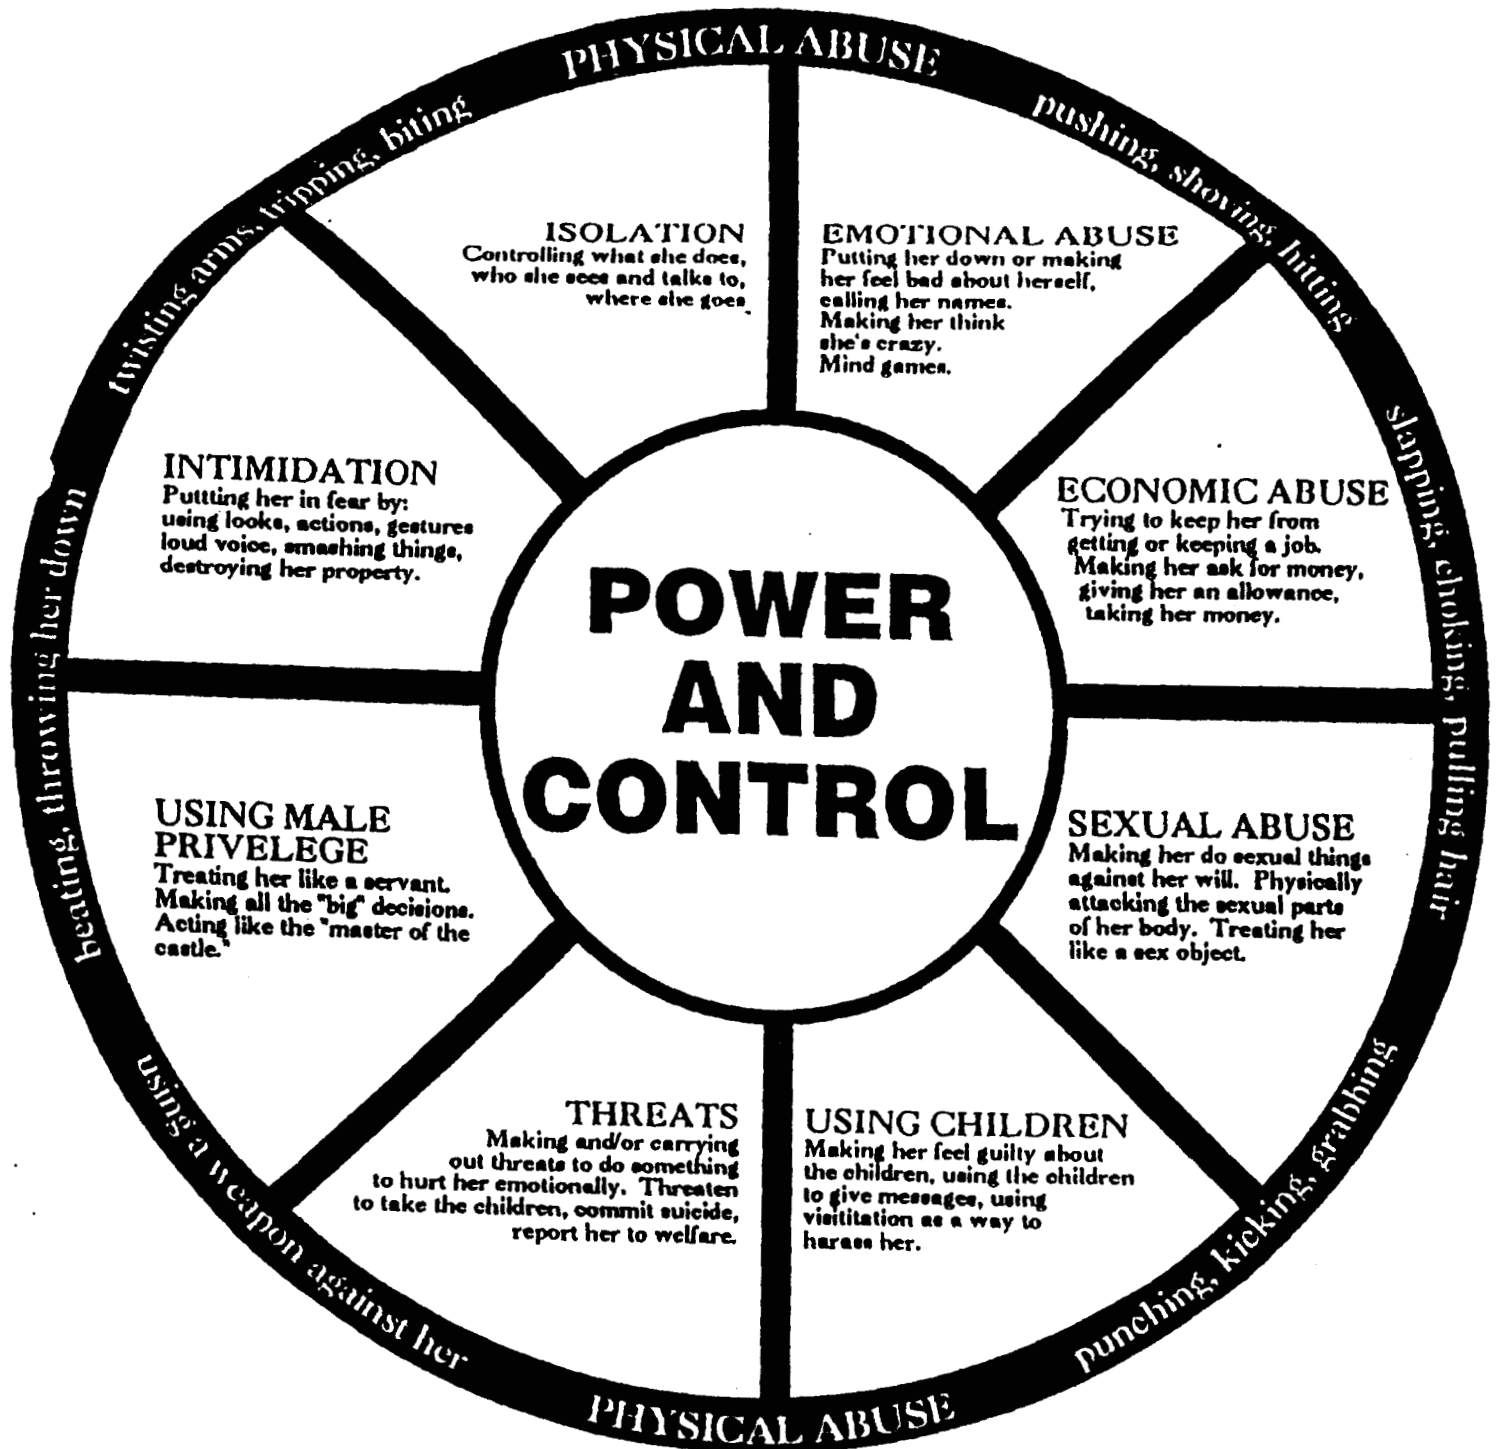 PHYSICAL ABUSE
pushing, shoving, hitting
slapping, choking, pulling hair
punching, kicking, grabbing
PHYSICAL ABUSE
using a weapon against her
beating, throwing her down
twisting arms, tripping, biting
ISOLATION
Controlling what she does,
who she sees and talks to,
where she goes
EMOTIONAL ABUSE
Putting her down or making
her feel bad about herself,
calling her names.
Making her think
she's crazy.
Mind games.
ECONOMIC ABUSE
Trying to keep her from
getting or keeping a job.
Making her ask for money,
giving her an allowance,
taking her money.
SEXUAL ABUSE
Making her do sexual things
against her will. Physically
attacking the sexual parts
of her body. Treating her
like a sex object.
USING CHILDREN
Making her feel guilty about
the children, using the children
to give messages, using
visititation as a way to
harass her.
THREATS
Making and/or carrying
out threats to do something
to hurt her emotionally. Threaten
to take the children, commit suicide,
report her to welfare.
USING MALE
PRIVELEGE
Treating her like a servant.
Making all the "big" decisions.
Acting like the "master of the
castle."
INTIMIDATION
Puttting her in fear by:
using looks, actions, gestures
loud voice, smashing things,
destroying her property.
POWER
AND
CONTROL